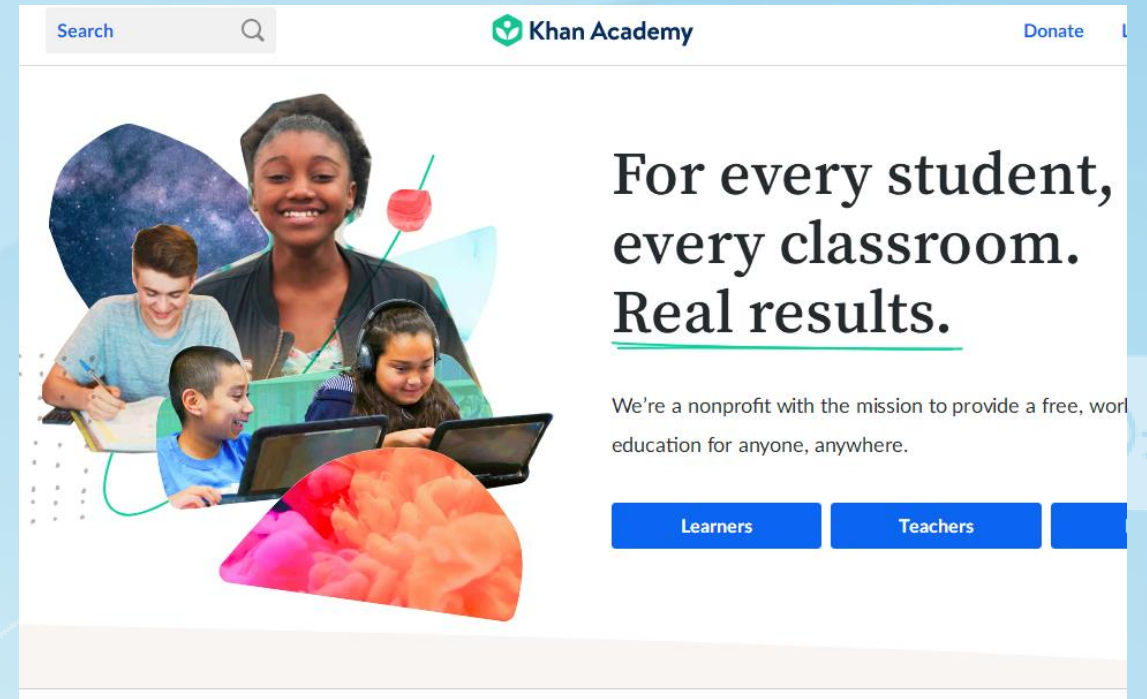 Search
Khan Academy
Donate
For every student,
every classroom.
Real results.
We're a nonprofit with the mission to provide a free,
education for anyone, anywhere.
Learners
Teachers